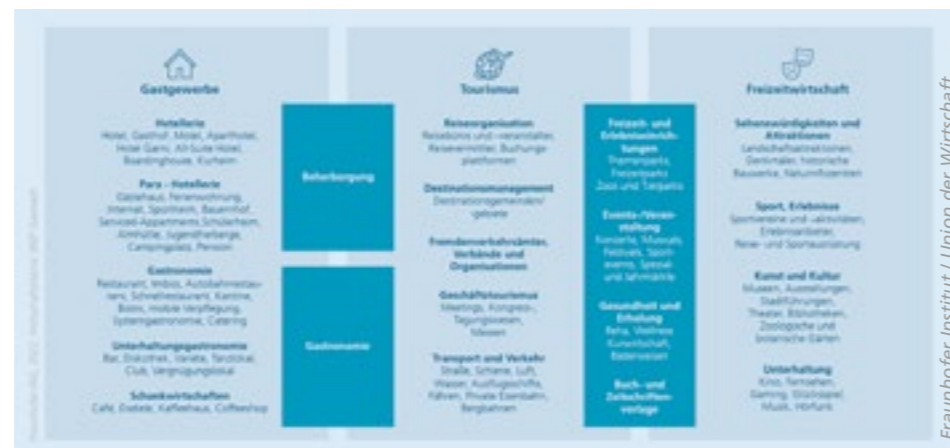 Gastgewerbe
Hotellerie
Hotel, Gasthof, Motel, Aparthotel,
Hotel Garni, All-Suite Hotel,
Boardinghouse, Kurheim
Para - Hotellerie
Gästehaus, Ferienwohnung,
Internat, Sportheim, Bauernhof,
Serviced-Appartments, Schülerheim,
Almhütte, Jugendherberge,
Campingplatz, Pension
Gastronomie
Restaurant, Imbiss, Autobahnrestau-
rant, Schnellrestaurant, Kantine,
Bistro, mobile Verpflegung,
Systemgastronomie, Catering
Unterhaltungsgastronomie
Bar, Diskothek, Varieté, Tanzlokal,
Club, Vergnügungslokal
Schankwirtschaften
Café, Eisdiele, Kaffeehaus, Coffeeshop
Beherbergung
Gastronomie
Tourismus
Reiseorganisation
Reisebüros und -veranstalter,
Reisevermittler, Buchungs-
plattformen
Destinationsmanagement
Destinationsgemeinden/
-gebiete
Fremdenverkehrsämter,
Verbände und
Organisationen
Geschäftstourismus
Meetings, Kongress-,
Tagungswesen,
Messen
Transport und Verkehr
Straße, Schiene, Luft,
Wasser, Ausflugsschiffe,
Fähren, Private Eisenbahn,
Bergbahnen
Freizeit- und
Erlebniseinrich-
tungen
Themenparks,
Freizeitparks
Zoos und Tierparks
Events-/Veran-
staltung
Konzerte, Musicals,
Festivals, Sport-
events, Spezial-
und Jahrmärkte
Gesundheit und
Erholung
Reha, Wellness
Kurwirtschaft,
Bäderwesen
Buch- und
Zeitschriften-
verlage
Freizeitwirtschaft
Sehenswürdigkeiten und
Attraktionen
Landschaftsattraktionen,
Denkmäler, historische
Bauwerke, Naturmonumente
Sport, Erlebnisse
Sportvereine und -aktivitäten,
Erlebnisanbieter,
Reise- und Sportausrüstung
Kunst und Kultur
Museen, Ausstellungen,
Stadtführungen,
Theater, Bibliotheken,
Zoologische und
botanische Gärten
Unterhaltung
Kino, Fernsehen,
Gaming, Glücksspiel,
Musik, Hörfunk
Fraunhofer Institut / Union der Wirtschaft